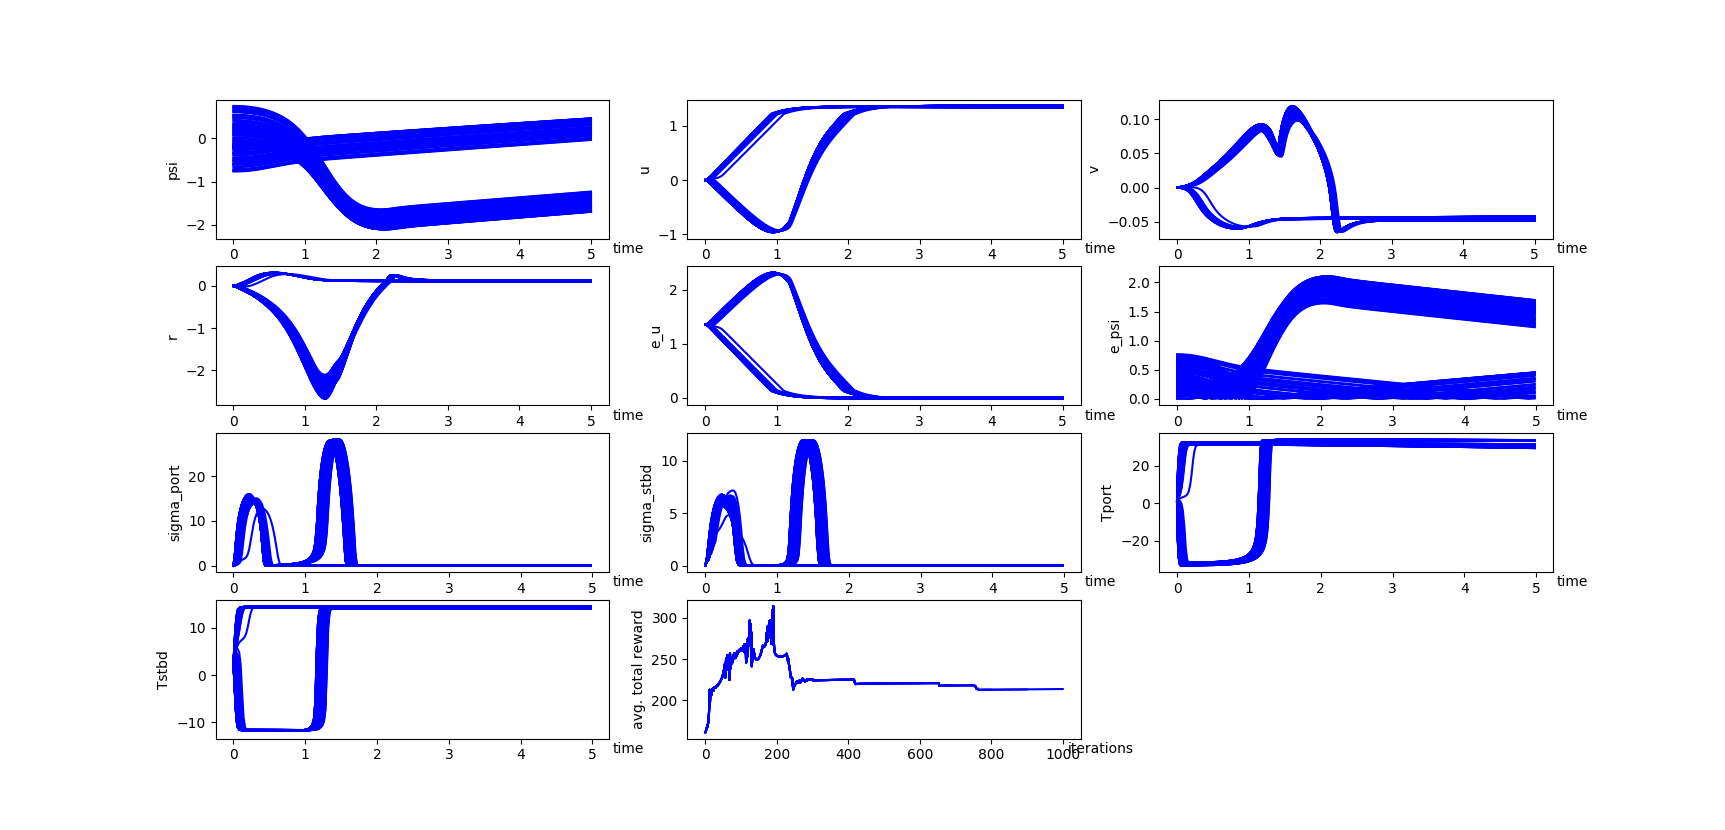 psi
0
−1
−2
0 1 2 3 4 5 time
u
1
0
−1
0 1 2 3 4 5 time
v
0.10
0.05
0.00
−0.05
0 1 2 3 4 5 time
r
0
−1
−2
0 1 2 3 4 5 time
e_u
2
1
0
0 1 2 3 4 5 time
e_psi
2.0
1.5
1.0
0.5
0.0
0 1 2 3 4 5 time
sigma_port
20
10
0
0 1 2 3 4 5 time
sigma_stbd
10
5
0
0 1 2 3 4 5 time
Tport
20
0
−20
0 1 2 3 4 5 time
Tstbd
10
0
−10
0 1 2 3 4 5 time
avg. total reward
300
250
200
0 200 400 600 800 1000 iterations